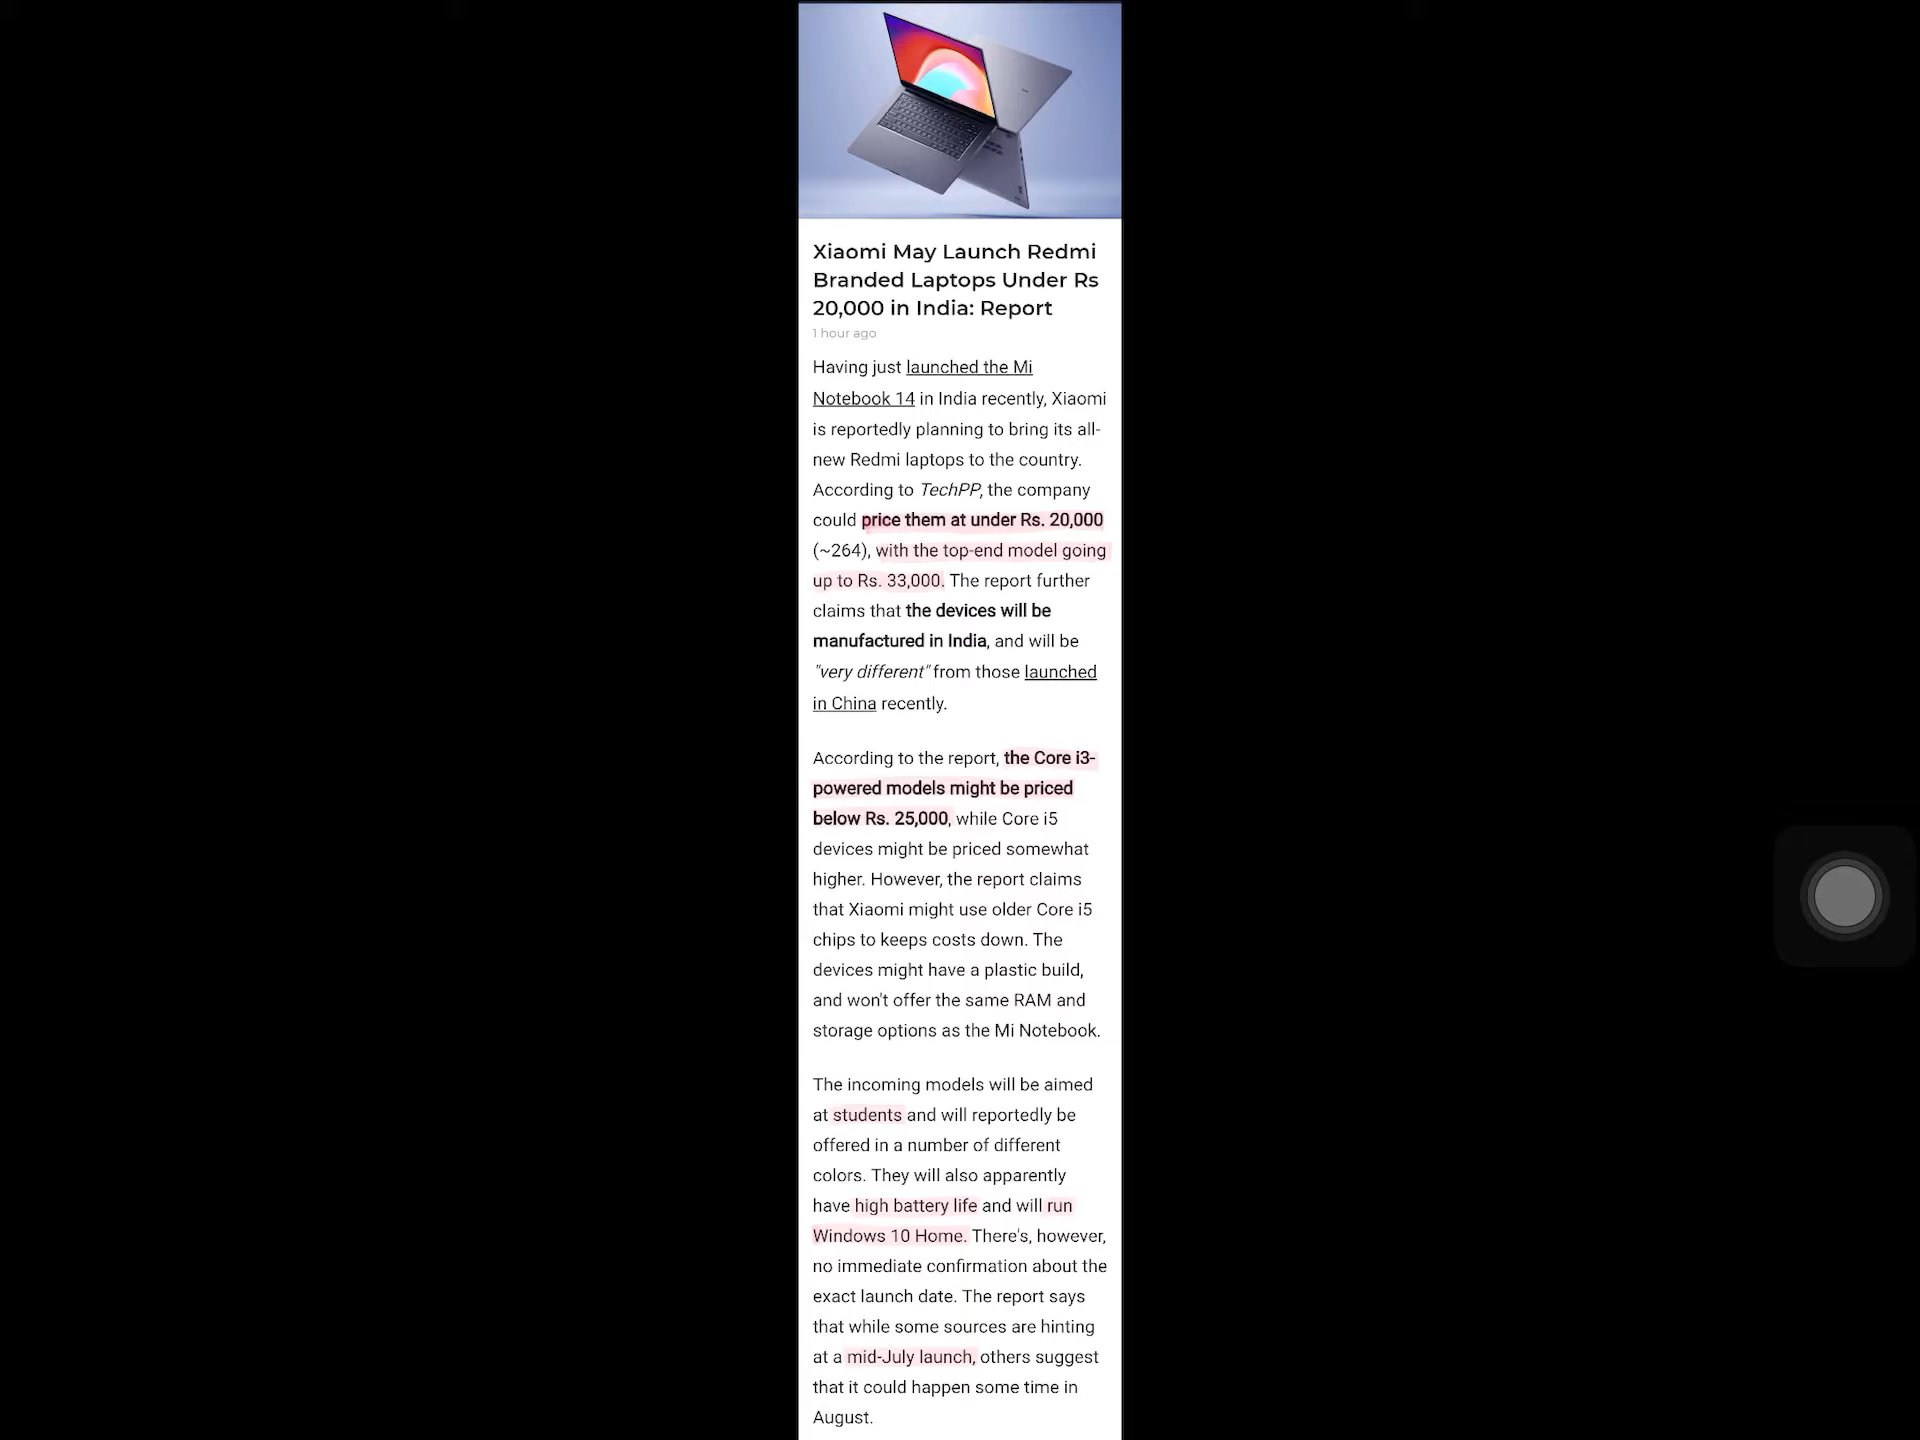 Xiaomi May Launch Redmi
Branded Laptops Under Rs
20,000 in India: Report
1 hour ago
Having just launched the Mi
Notebook 14 in India recently, Xiaomi
is reportedly planning to bring its all-
new Redmi laptops to the country.
According to TechPP, the company
could price them at under Rs. 20,000
(~264), with the top-end model going
up to Rs. 33,000. The report further
claims that the devices will be
manufactured in India, and will be
"very different" from those launched
in China recently.
According to the report, the Core i3-
powered models might be priced
below Rs. 25,000, while Core i5
devices might be priced somewhat
higher. However, the report claims
that Xiaomi might use older Core i5
chips to keeps costs down. The
devices might have a plastic build,
and won't offer the same RAM and
storage options as the Mi Notebook.
The incoming models will be aimed
at students and will reportedly be
offered in a number of different
colors. They will also apparently
have high battery life and will run
Windows 10 Home. There's, however,
no immediate confirmation about the
exact launch date. The report says
that while some sources are hinting
at a mid-July launch, others suggest
that it could happen some time in
August.